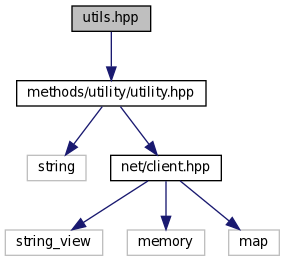 utils.hpp
methods/utility/utility.hpp
string
net/client.hpp
string_view
memory
map